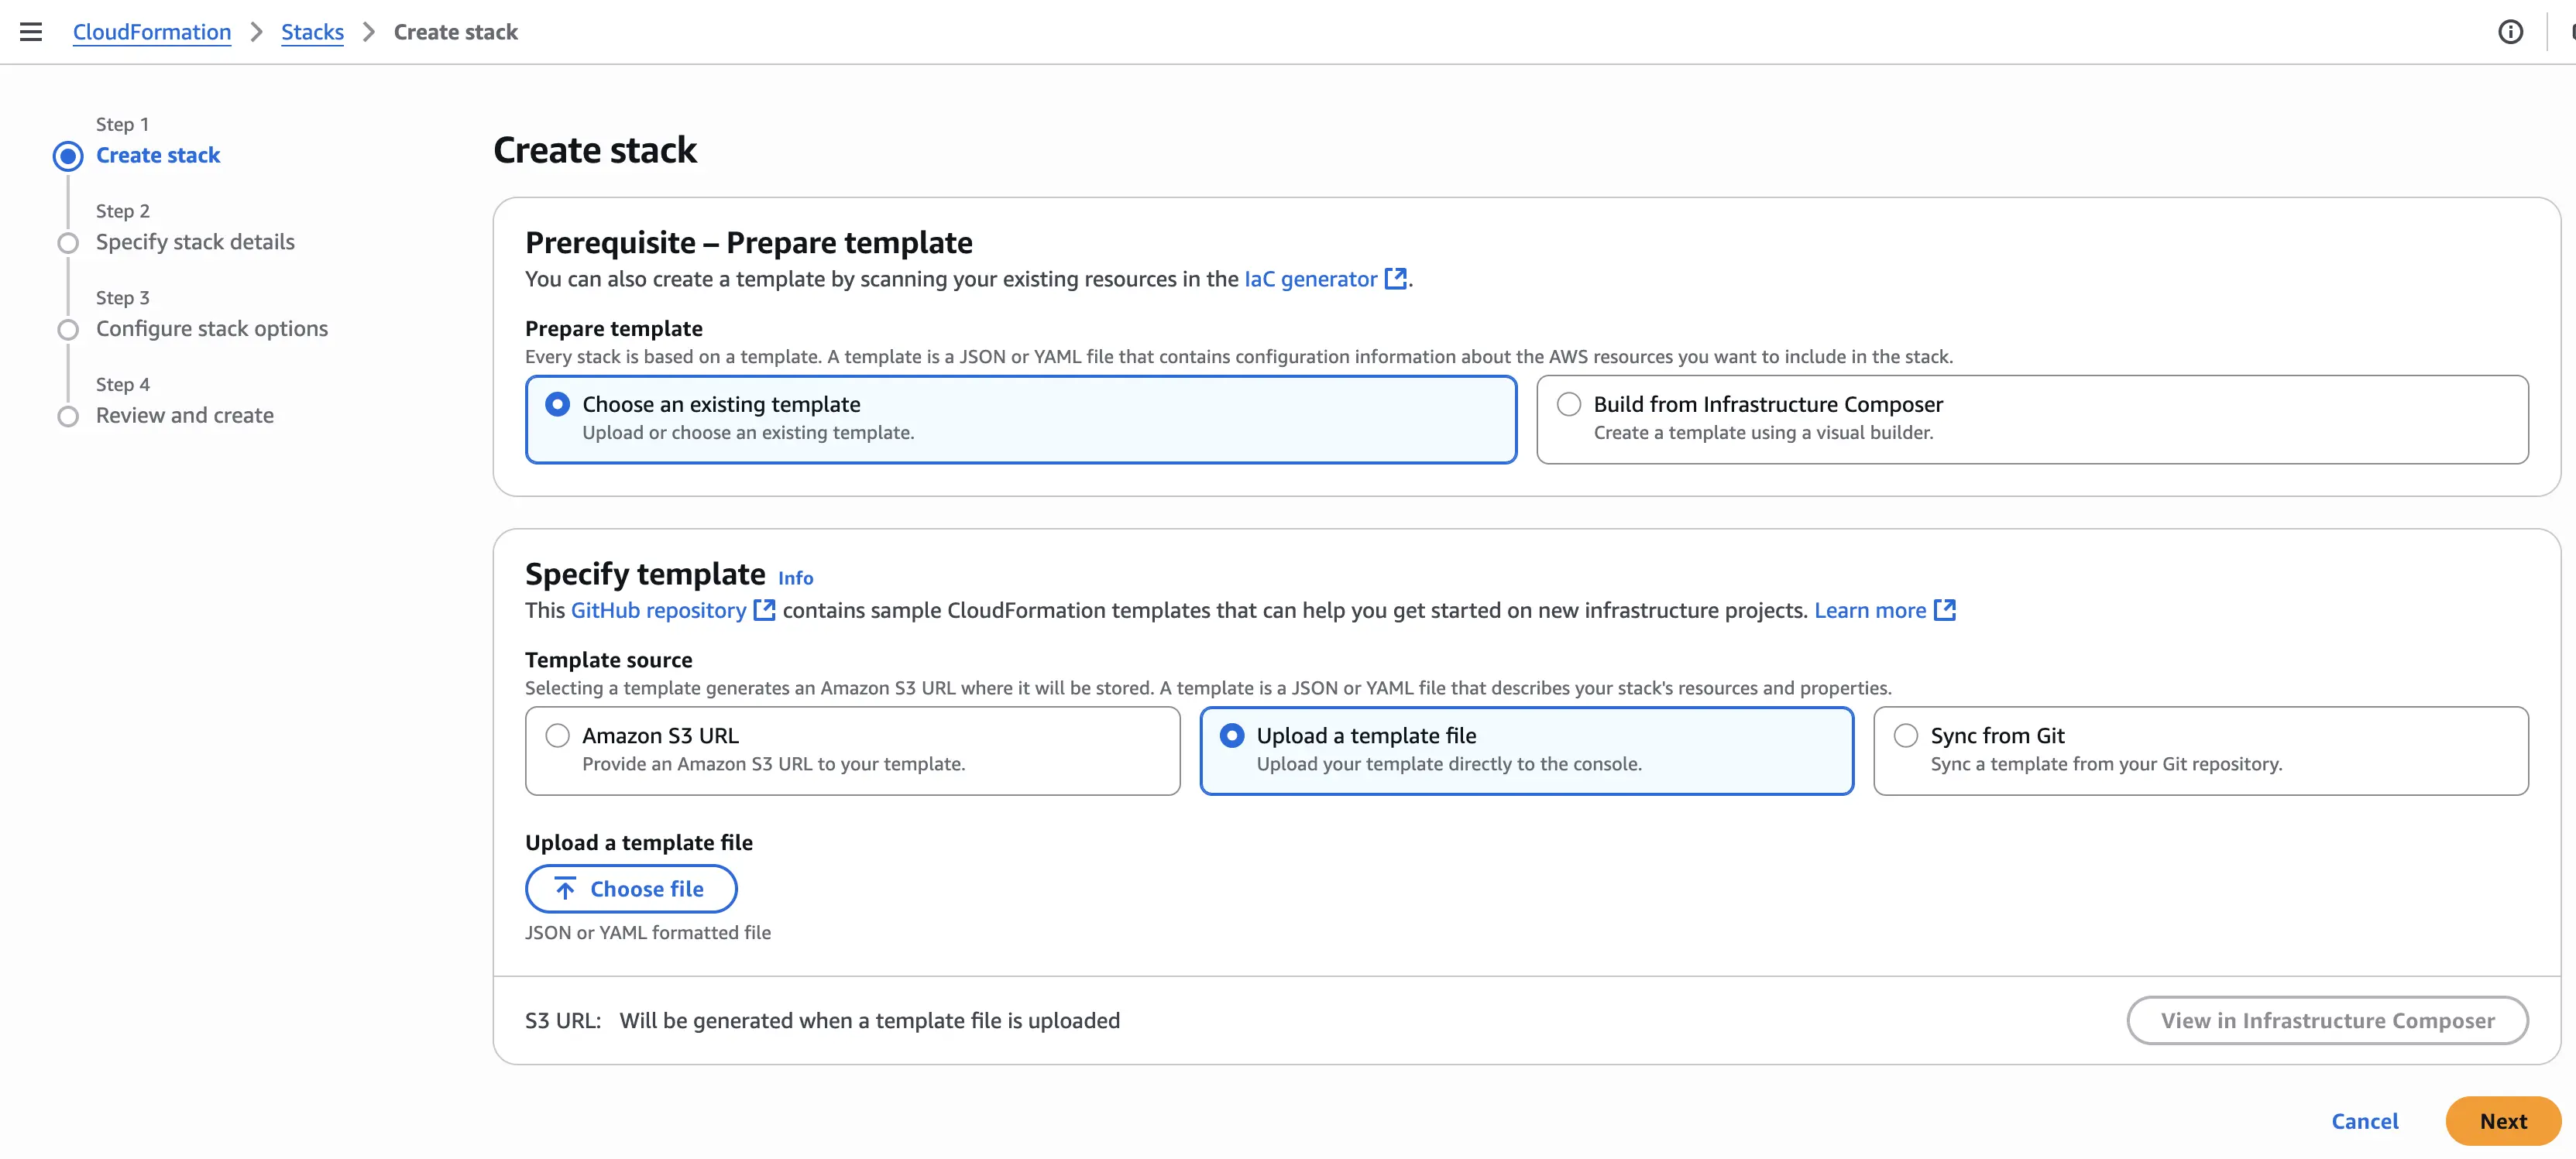 CloudFormation > Stacks > Create stack
Step 1
Create stack
Step 2
Specify stack details
Step 3
Configure stack options
Step 4
Review and create
Create stack
Prerequisite – Prepare template
You can also create a template by scanning your existing resources in the IaC generator.
Prepare template
Every stack is based on a template. A template is a JSON or YAML file that contains configuration information about the AWS resources you want to include in the stack.
Choose an existing template
Upload or choose an existing template.
Build from Infrastructure Composer
Create a template using a visual builder.
Specify template Info
This GitHub repository contains sample CloudFormation templates that can help you get started on new infrastructure projects. Learn more
Template source
Selecting a template generates an Amazon S3 URL where it will be stored. A template is a JSON or YAML file that describes your stack's resources and properties.
Amazon S3 URL
Provide an Amazon S3 URL to your template.
Upload a template file
Upload your template directly to the console.
Sync from Git
Sync a template from your Git repository.
Upload a template file
Choose file
JSON or YAML formatted file
S3 URL: Will be generated when a template file is uploaded
View in Infrastructure Composer
Cancel
Next